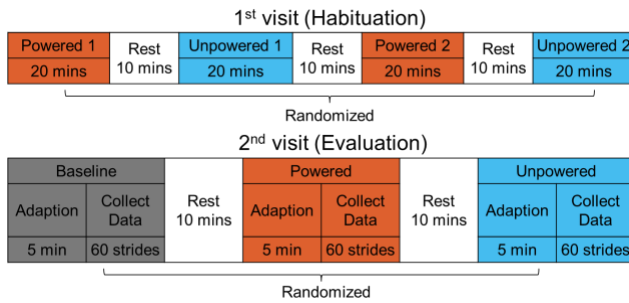 1st visit (Habituation)
Powered 1 Rest 10 mins Unpowered 1 Rest 10 mins Powered 2 Rest 10 mins Unpowered 2
20 mins 20 mins 20 mins 20 mins
Randomized
2nd visit (Evaluation)
Baseline Powered Unpowered
Adaption Collect Data Rest 10 mins Adaption Collect Data Rest 10 mins Adaption Collect Data
5 min 60 strides 5 min 60 strides 5 min 60 strides
Randomized